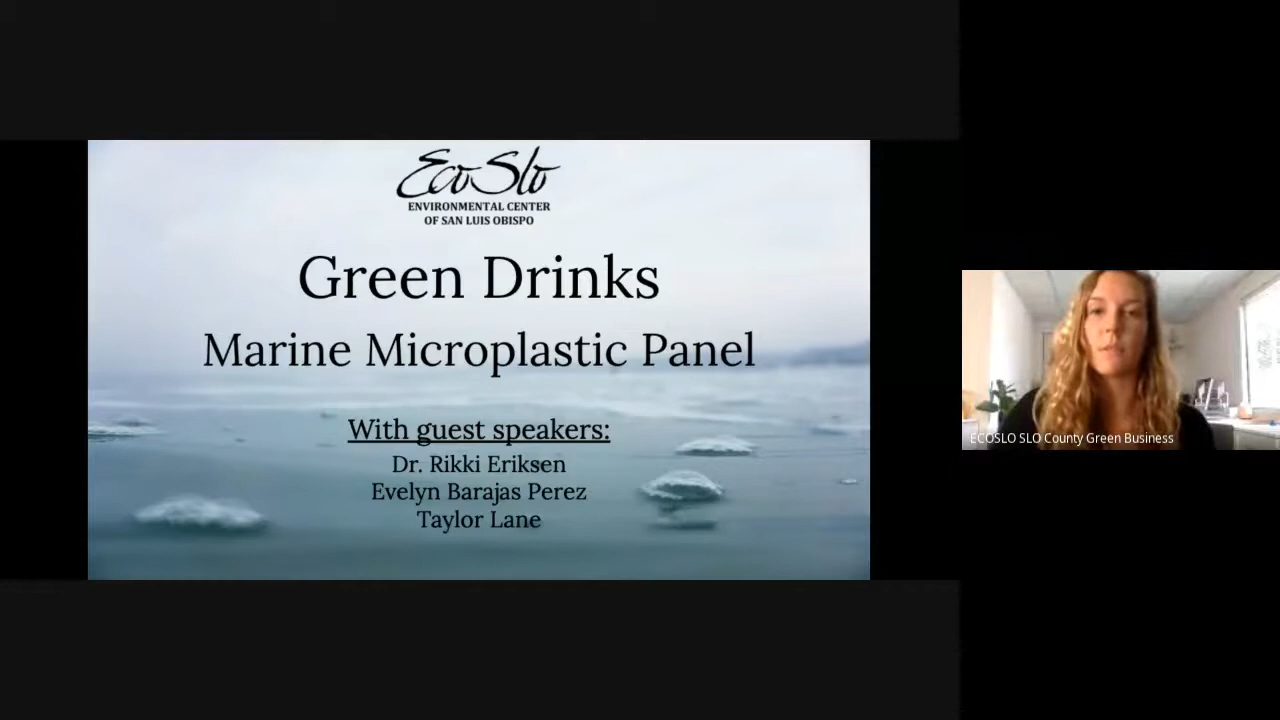 EcoSlo
ENVIRONMENTAL CENTER
OF SAN LUIS OBISPO
Green Drinks
Marine Microplastic Panel
With guest speakers:
Dr. Rikki Eriksen
Evelyn Barajas Perez
Taylor Lane
ECOSLO SLO County Green Business